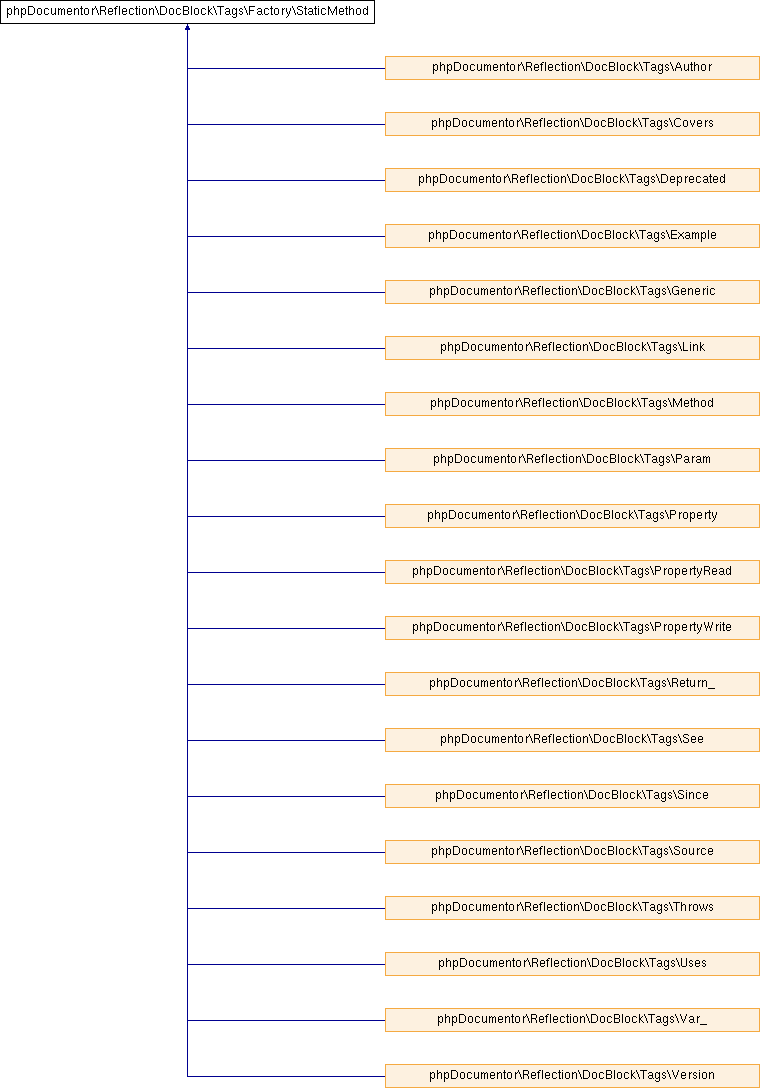 phpDocumentor\Reflection\DocBlock\Tags\Factory\StaticMethod
phpDocumentor\Reflection\DocBlock\Tags\Author
phpDocumentor\Reflection\DocBlock\Tags\Covers
phpDocumentor\Reflection\DocBlock\Tags\Deprecated
phpDocumentor\Reflection\DocBlock\Tags\Example
phpDocumentor\Reflection\DocBlock\Tags\Generic
phpDocumentor\Reflection\DocBlock\Tags\Link
phpDocumentor\Reflection\DocBlock\Tags\Method
phpDocumentor\Reflection\DocBlock\Tags\Param
phpDocumentor\Reflection\DocBlock\Tags\Property
phpDocumentor\Reflection\DocBlock\Tags\PropertyRead
phpDocumentor\Reflection\DocBlock\Tags\PropertyWrite
phpDocumentor\Reflection\DocBlock\Tags\Return_
phpDocumentor\Reflection\DocBlock\Tags\See
phpDocumentor\Reflection\DocBlock\Tags\Since
phpDocumentor\Reflection\DocBlock\Tags\Source
phpDocumentor\Reflection\DocBlock\Tags\Throws
phpDocumentor\Reflection\DocBlock\Tags\Uses
phpDocumentor\Reflection\DocBlock\Tags\Var_
phpDocumentor\Reflection\DocBlock\Tags\Version